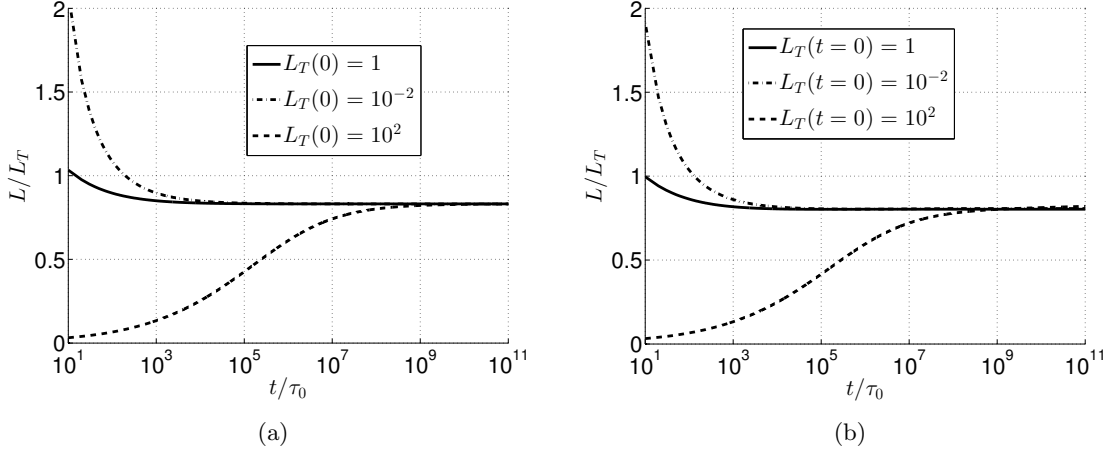 2
1.5
1
0.5
0
L/L_T
L_T(0) = 1
L_T(0) = 10^{-2}
L_T(0) = 10^2
10^1 10^3 10^5 10^7 10^9 10^11
t/τ_0
(a)
2
1.5
1
0.5
0
L/L_T
L_T(t = 0) = 1
L_T(t = 0) = 10^{-2}
L_T(t = 0) = 10^2
10^1 10^3 10^5 10^7 10^9 10^11
t/τ_0
(b)